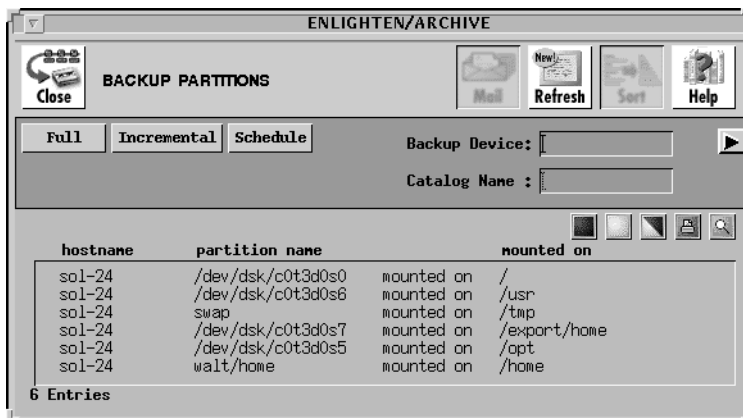 ENLIGHTEN/ARCHIVE
Close
BACKUP PARTITIONS
Mail
New!
Refresh
Sort
Help
Full Incremental Schedule
Backup Device:
Catalog Name :
hostname partition name mounted on
sol-24 /dev/dsk/c0t3d0s0 mounted on /
sol-24 /dev/dsk/c0t3d0s6 mounted on /usr
sol-24 swap mounted on /tmp
sol-24 /dev/dsk/c0t3d0s7 mounted on /export/home
sol-24 /dev/dsk/c0t3d0s5 mounted on /opt
sol-24 walt/home mounted on /home
6 Entries